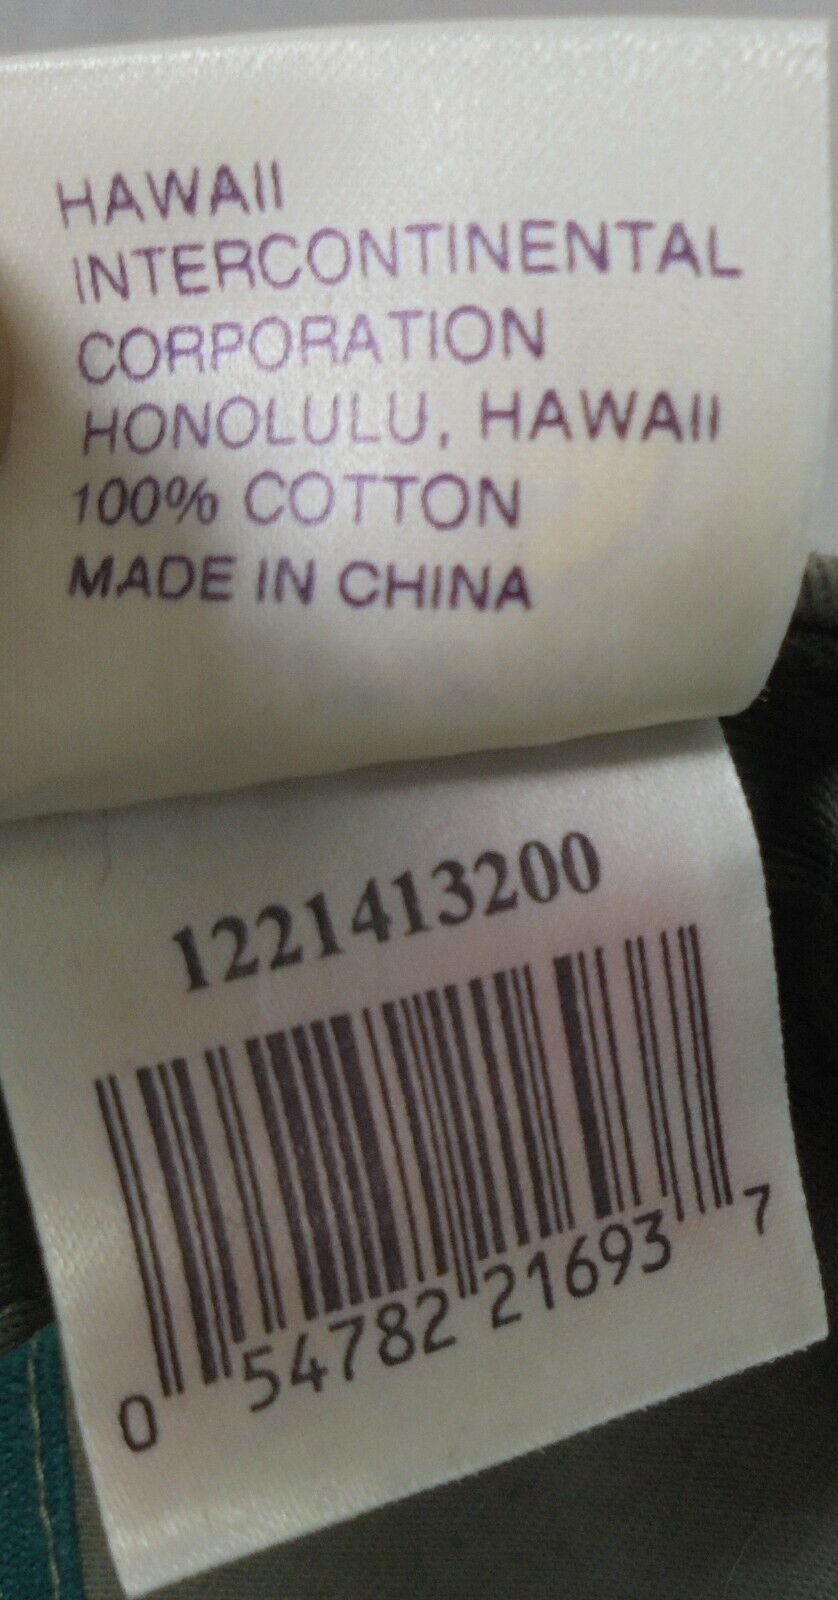 HAWAII
INTERCONTINENTAL
CORPORATION
HONOLULU, HAWAII
100% COTTON
MADE IN CHINA
1221413200
0 54782 21693 7